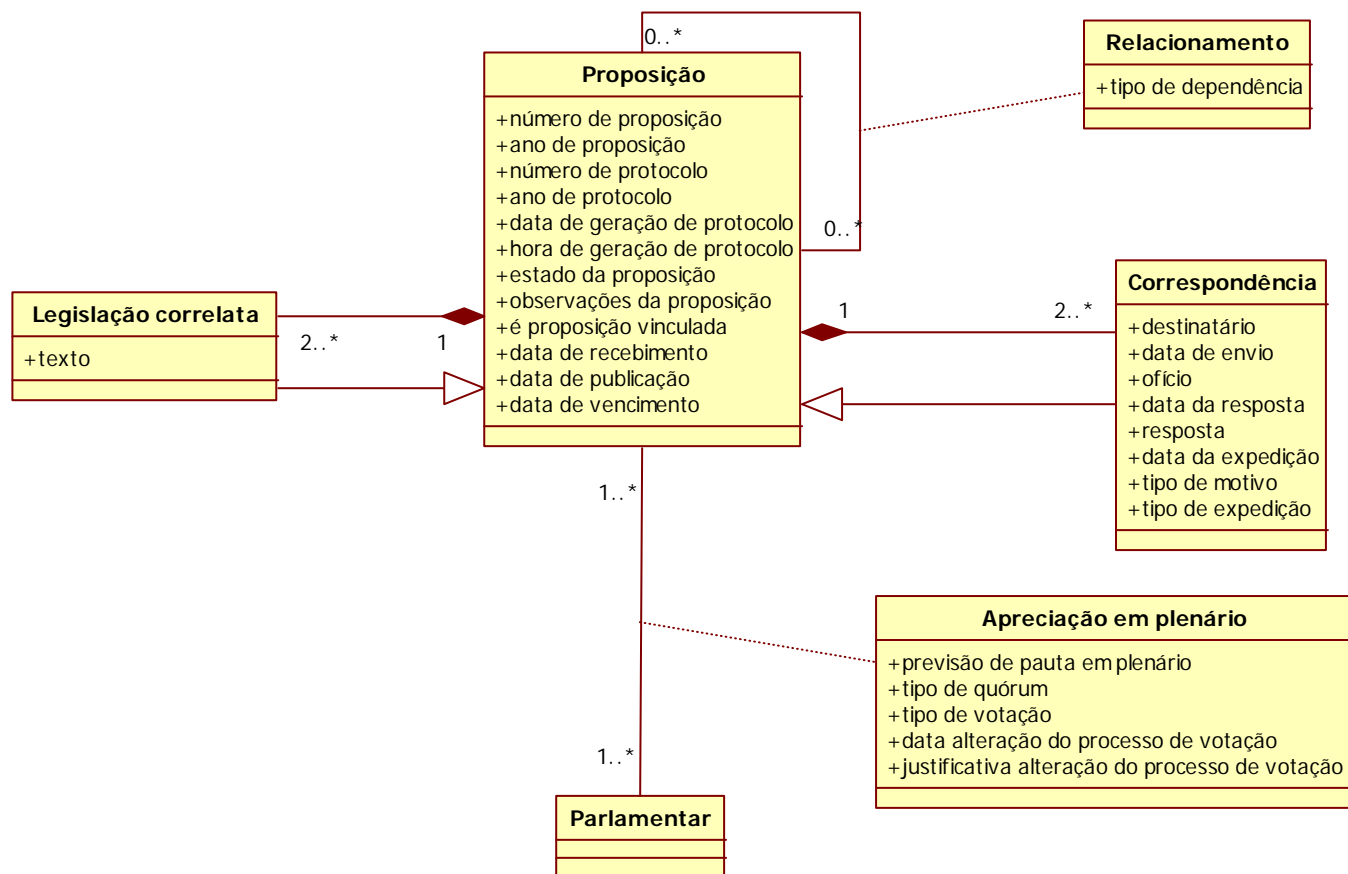 0..*
Proposição
+número de proposição
+ano de proposição
+número de protocolo
+ano de protocolo
+data de geração de protocolo
+hora de geração de protocolo
+estado da proposição
+observações da proposição
+é proposição vinculada
+data de recebimento
+data de publicação
+data de vencimento
0..*
Relacionamento
+tipo de dependência
Legislação correlata
+texto
2..*
1
1
2..*
Correspondência
+destinatário
+data de envio
+ofício
+data da resposta
+resposta
+data da expedição
+tipo de motivo
+tipo de expedição
1..*
1..*
Apreciação em plenário
+previsão de pauta em plenário
+tipo de quórum
+tipo de votação
+data alteração do processo de votação
+justificativa alteração do processo de votação
Parlamentar